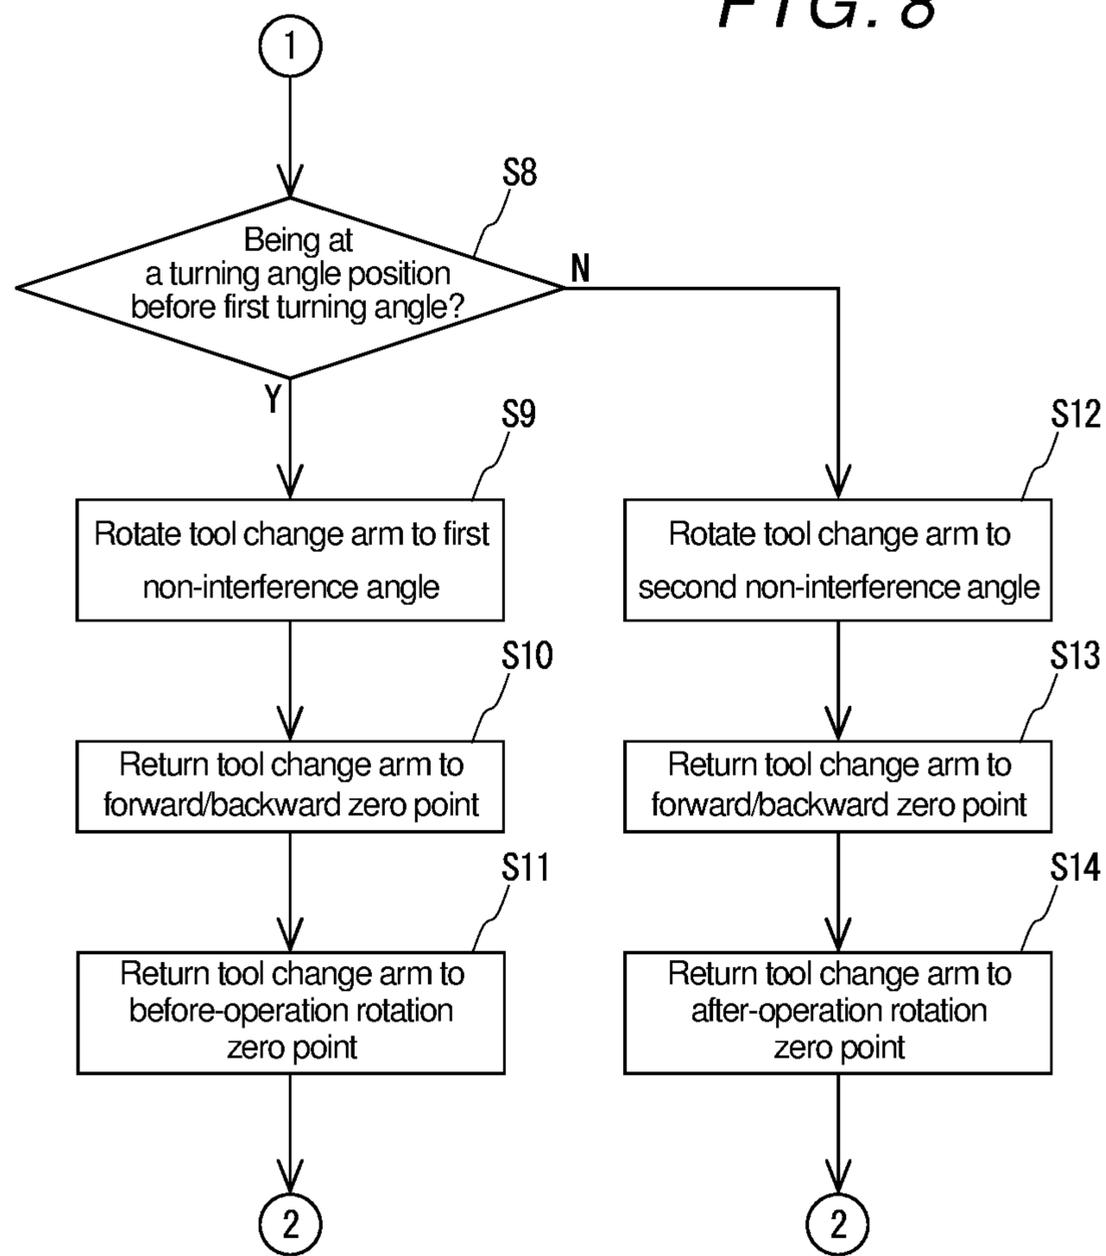 FIG. 8
1
S8
Being at
a turning angle position
before first turning angle?
N
Y
S9
Rotate tool change arm to first
non-interference angle
S10
Return tool change arm to
forward/backward zero point
S11
Return tool change arm to
before-operation rotation
zero point
2
S12
Rotate tool change arm to
second non-interference angle
S13
Return tool change arm to
forward/backward zero point
S14
Return tool change arm to
after-operation rotation
zero point
2